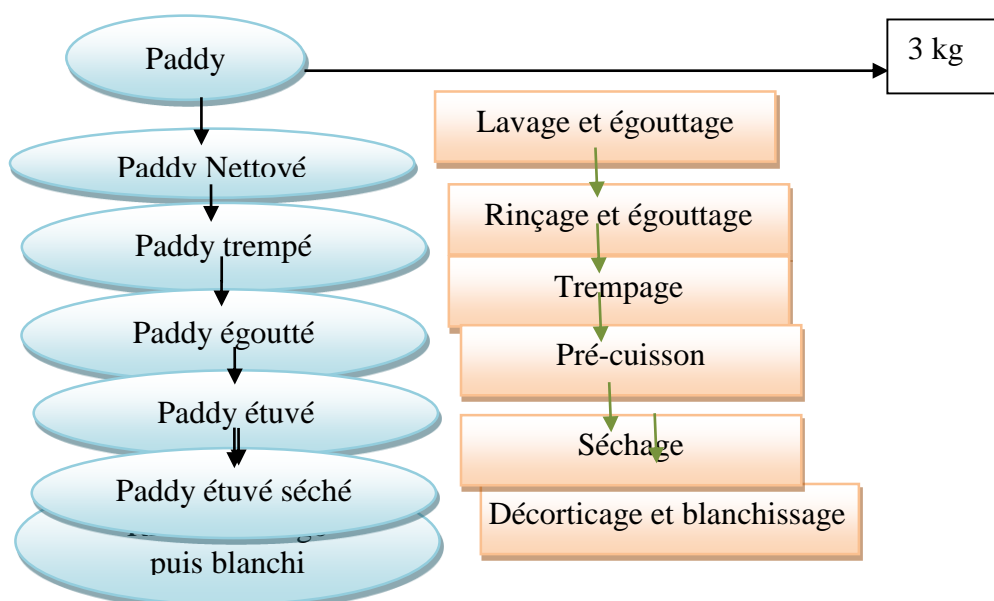 Paddy
3 kg
Paddy Nettoyé
Paddy trempé
Paddy égoutté
Paddy étuvé
Paddy étuvé séché
puis blanchi
Lavage et égouttage
Rinçage et égouttage
Trempage
Pré-cuisson
Séchage
Décorticage et blanchissage